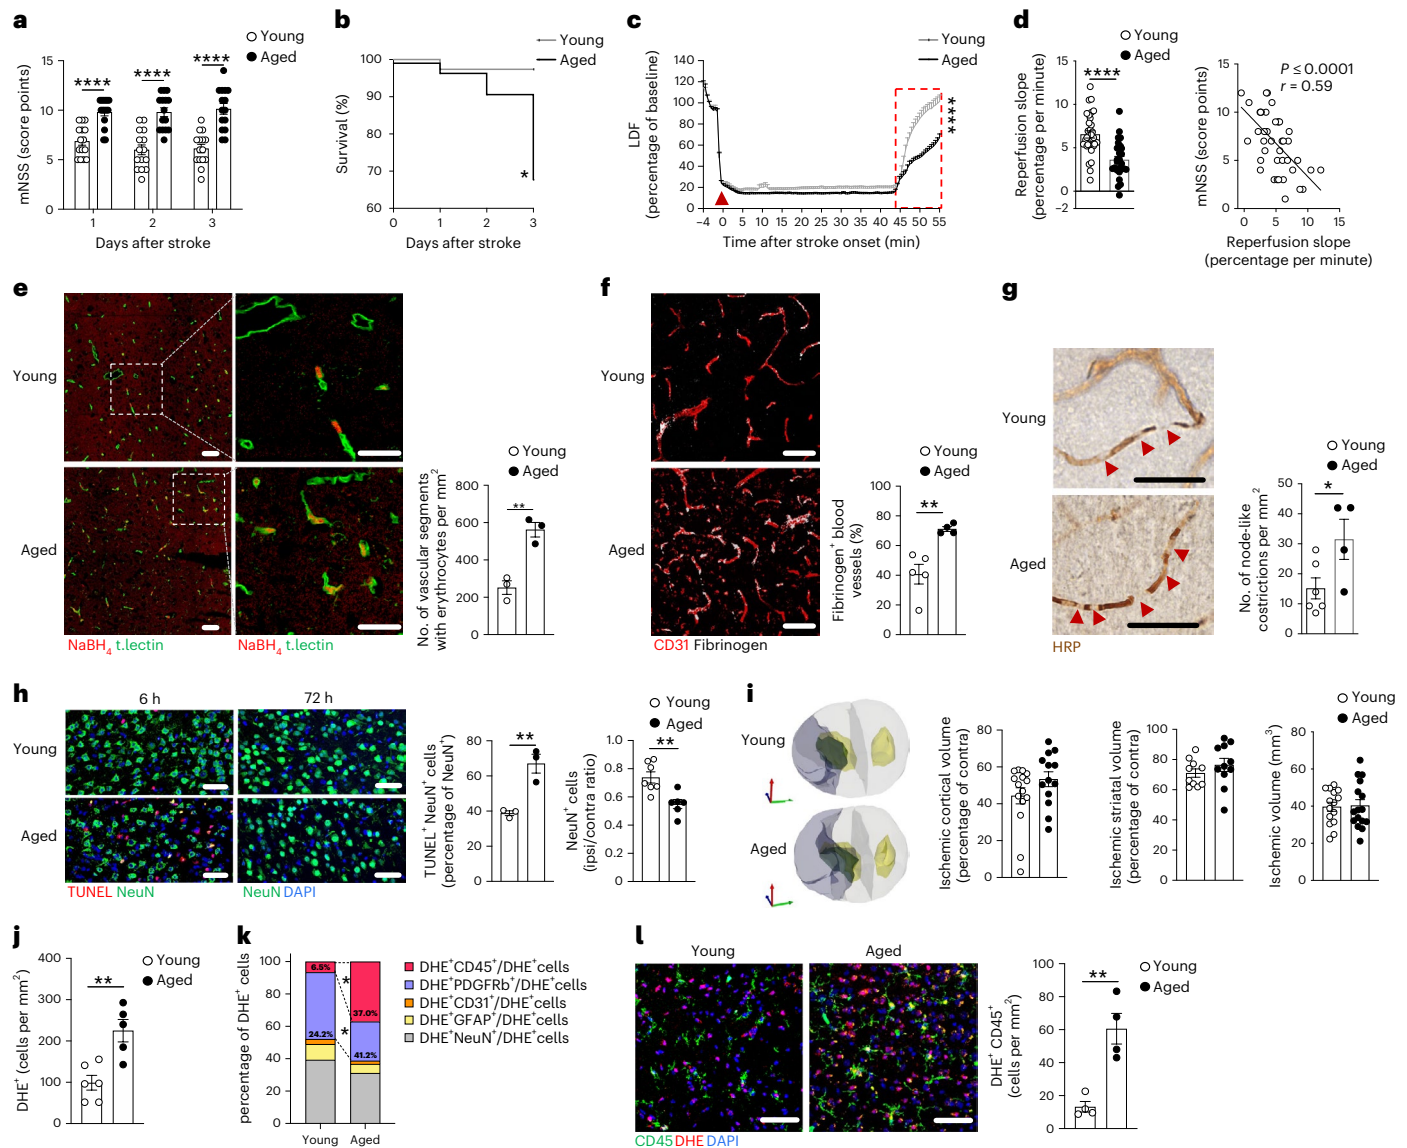 a
Young
Aged
mNSS (score points)
15
10
5
0
****
****
****
1 2 3
Days after stroke
b
Young
Aged
Survival (%)
100
90
80
70
60
*
0 1 2 3
Days after stroke
c
Young
Aged
LDF
(percentage of baseline)
140
120
100
80
60
40
20
0
****
–4 0 5 10 15 20 25 30 35 40 45 50 55
Time after stroke onset (min)
d
Young
Aged
Reperfusion slope
(percentage per minute)
15
10
5
0
–2
****
mNSS (score points)
15
10
5
0
P ≤ 0.0001
r = 0.59
0 5 10 15
Reperfusion slope
(percentage per minute)
e
Young
Aged
NaBH4 t.lectin
NaBH4 t.lectin
Young
Aged
No. of vascular segments
with erythrocytes per mm2
800
600
400
200
0
**
f
Young
Aged
CD31 Fibrinogen
Young
Aged
Fibrinogen+ blood
vessels (%)
100
80
60
40
20
0
**
g
Young
Aged
HRP
Young
Aged
No. of node-like
costrictions per mm2
50
40
30
20
10
0
*
h
6 h 72 h
Young
Aged
TUNEL NeuN
NeuN DAPI
TUNEL+ NeuN+ cells
(percentage of NeuN+)
80
60
40
20
0
**
Young
Aged
NeuN+ cells
(ipsi/contra ratio)
1.0
0.8
0.6
0.4
0.2
0
**
i
Young
Aged
Ischemic cortical volume
(percentage of contra)
80
60
40
20
0
Ischemic striatal volume
(percentage of contra)
100
80
60
40
20
0
Young
Aged
Ischemic volume (mm3)
80
60
40
20
0
j
Young
Aged
DHE+ (cells per mm2)
400
300
200
100
0
**
k
percentage of DHE+ cells
100
80
60
40
20
0
6.5%
24.2%
37.0%
41.2%
*
*
Young Aged
DHE+CD45+/DHE+cells
DHE+PDGFRb+/DHE+cells
DHE+CD31+/DHE+cells
DHE+GFAP+/DHE+cells
DHE+NeuN+/DHE+cells
l
Young Aged
CD45 DHE DAPI
Young
Aged
DHE+ CD45+
(cells per mm2)
100
80
60
40
20
0
**